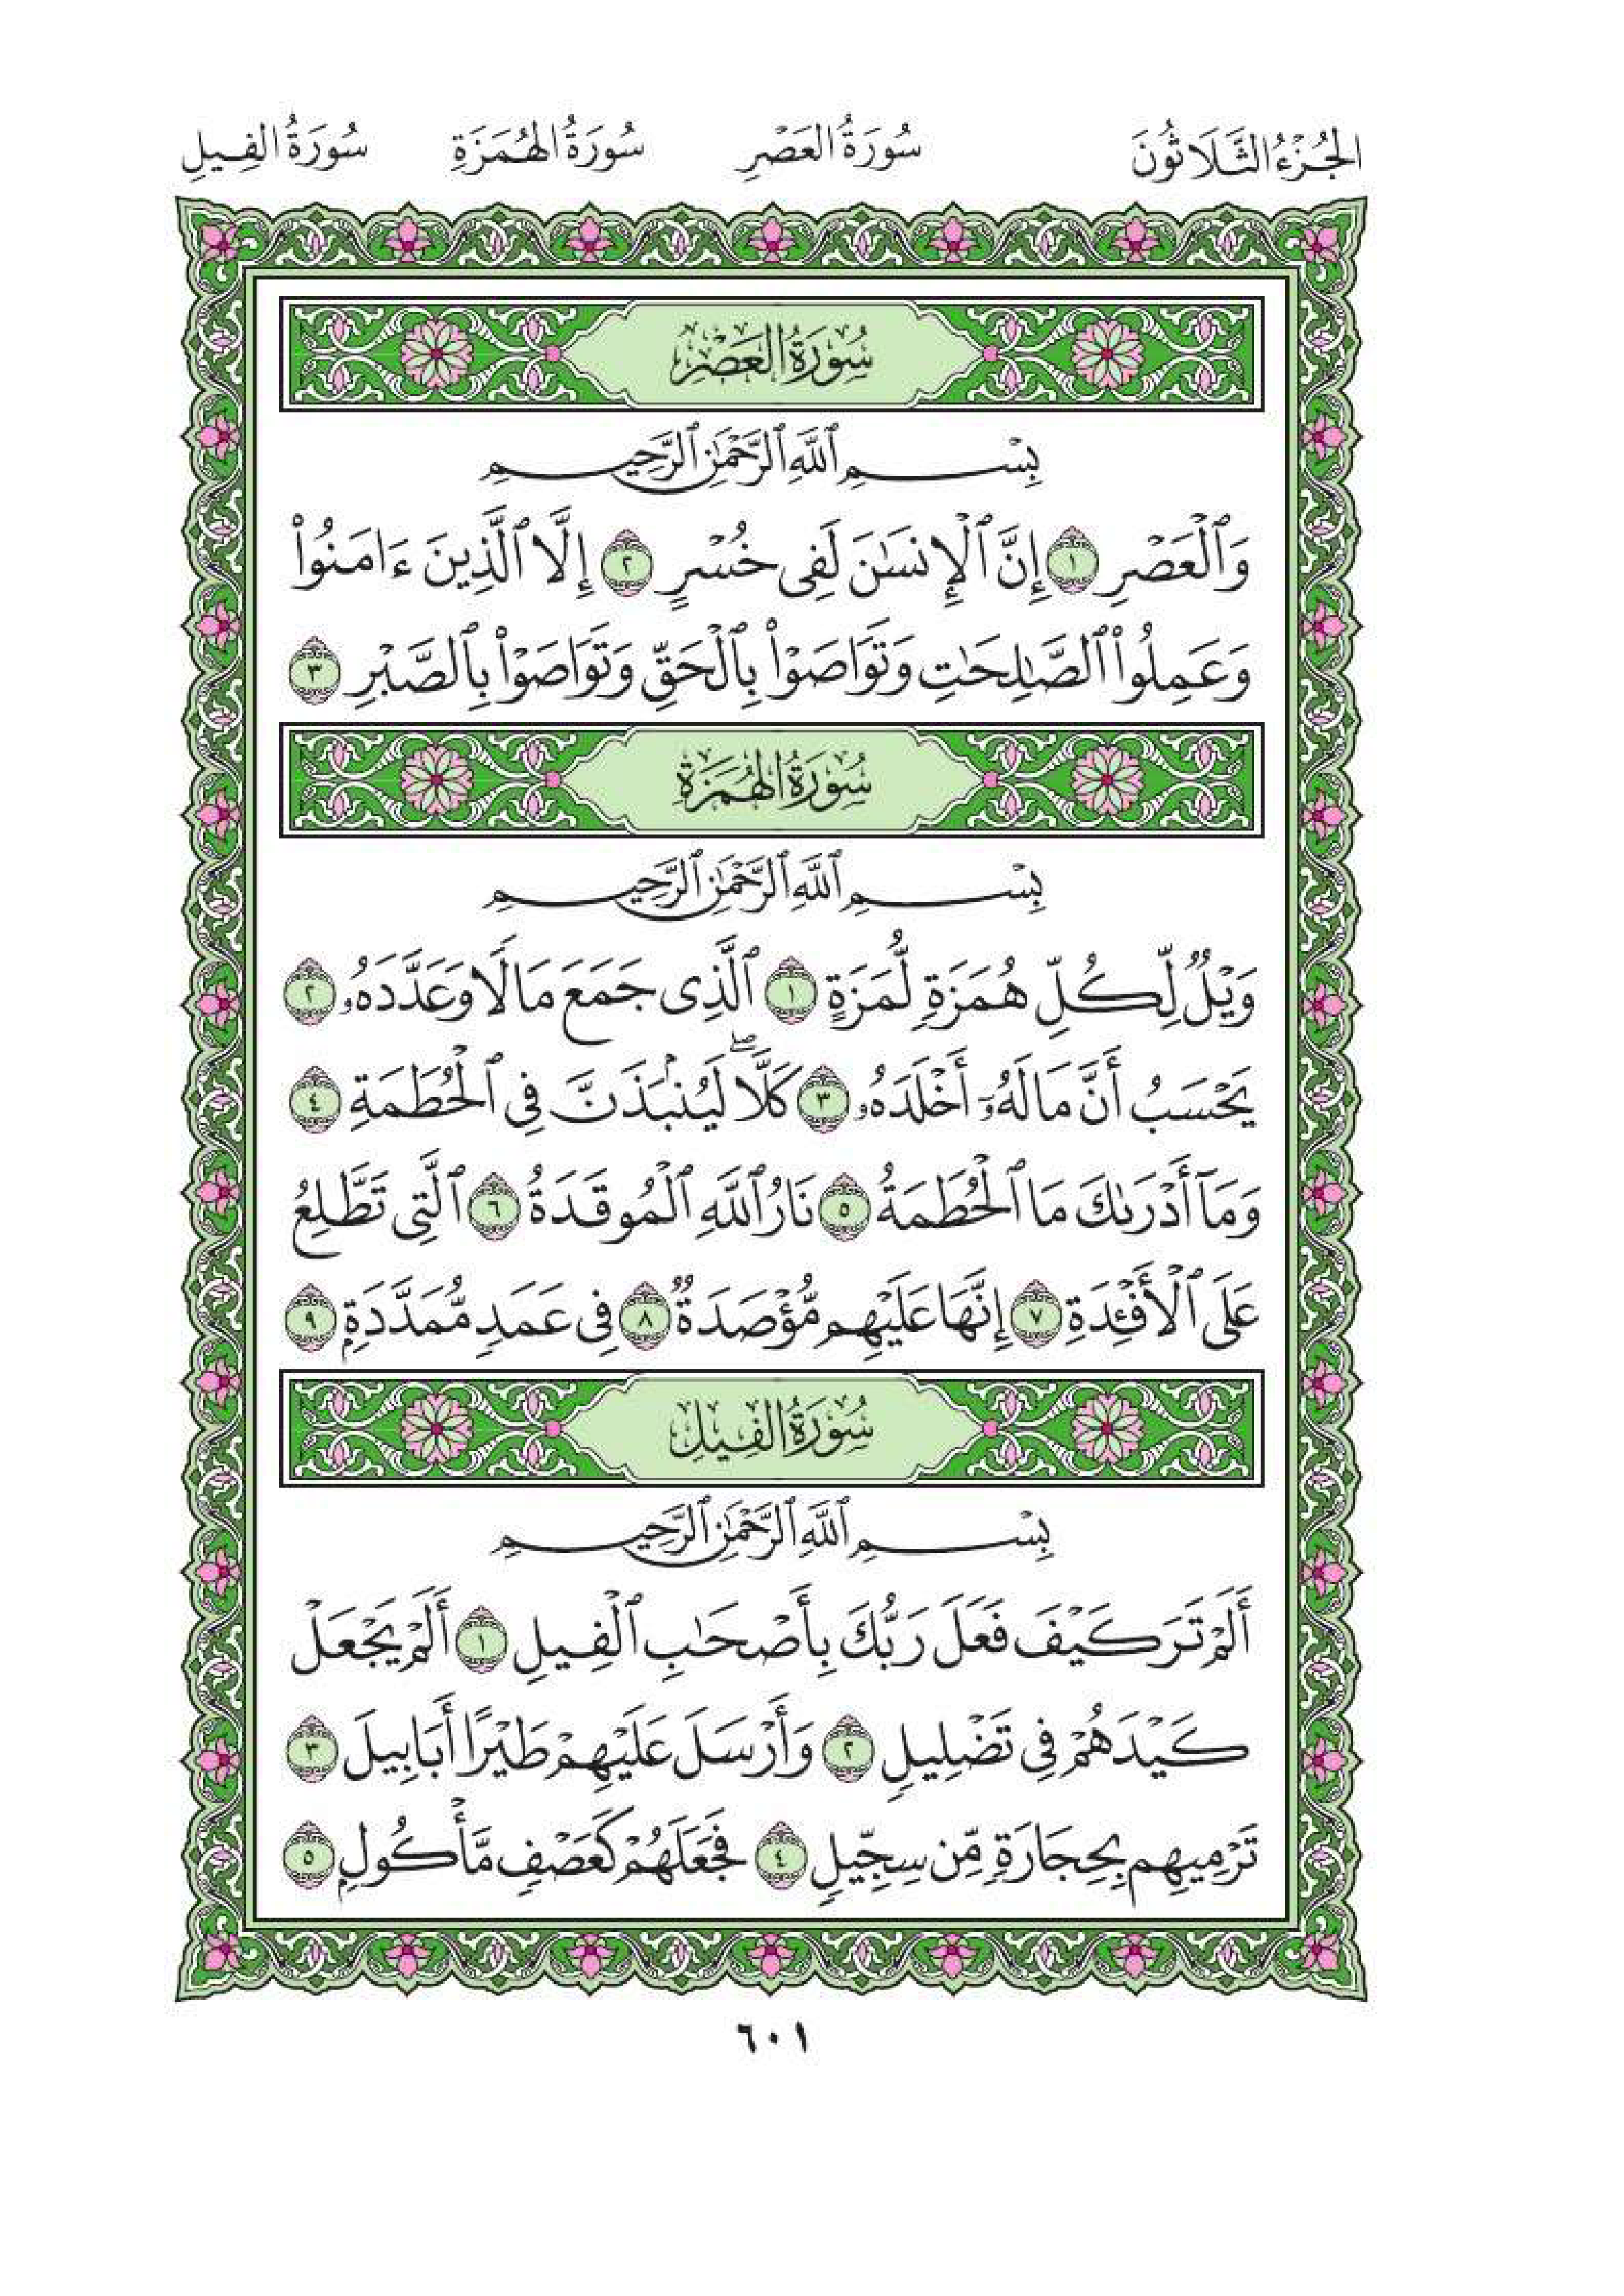 الجُزْءُ الثَّلَاثُونَ سُورَةُ العَصْرِ سُورَةُ الهُمَزَةِ سُورَةُ الفِيلِ
سُورَةُ العَصْرِ
بِسْمِ ٱللَّهِ ٱلرَّحْمَٰنِ ٱلرَّحِيمِ
وَٱلْعَصْرِ ١ إِنَّ ٱلْإِنسَٰنَ لَفِى خُسْرٍ ٢ إِلَّا ٱلَّذِينَ ءَامَنُوا۟
وَعَمِلُوا۟ ٱلصَّٰلِحَٰتِ وَتَوَاصَوْا۟ بِٱلْحَقِّ وَتَوَاصَوْا۟ بِٱلصَّبْرِ ٣
سُورَةُ الهُمَزَةِ
بِسْمِ ٱللَّهِ ٱلرَّحْمَٰنِ ٱلرَّحِيمِ
وَيْلٌ لِّكُلِّ هُمَزَةٍ لُّمَزَةٍ ١ ٱلَّذِى جَمَعَ مَالًا وَعَدَّدَهُۥ ٢
يَحْسَبُ أَنَّ مَالَهُۥٓ أَخْلَدَهُۥ ٣ كَلَّا ۖ لَيُنۢبَذَنَّ فِى ٱلْحُطَمَةِ ٤
وَمَآ أَدْرَىٰكَ مَا ٱلْحُطَمَةُ ٥ نَارُ ٱللَّهِ ٱلْمُوقَدَةُ ٦ ٱلَّتِى تَطَّلِعُ
عَلَى ٱلْأَفْـِٔدَةِ ٧ إِنَّهَا عَلَيْهِم مُّؤْصَدَةٌ ٨ فِى عَمَدٍ مُّمَدَّدَةٍۭ ٩
سُورَةُ الفِيلِ
بِسْمِ ٱللَّهِ ٱلرَّحْمَٰنِ ٱلرَّحِيمِ
أَلَمْ تَرَ كَيْفَ فَعَلَ رَبُّكَ بِأَصْحَٰبِ ٱلْفِيلِ ١ أَلَمْ يَجْعَلْ
كَيْدَهُمْ فِى تَضْلِيلٍ ٢ وَأَرْسَلَ عَلَيْهِمْ طَيْرًا أَبَابِيلَ ٣
تَرْمِيهِم بِحِجَارَةٍ مِّن سِجِّيلٍ ٤ فَجَعَلَهُمْ كَعَصْفٍ مَّأْكُولٍۭ ٥
٦٠١